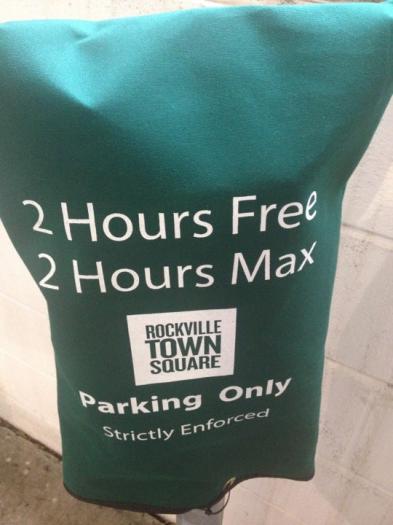 2 Hours Free
2 Hours Max
ROCKVILLE
TOWN
SQUARE
Parking Only
Strictly Enforced